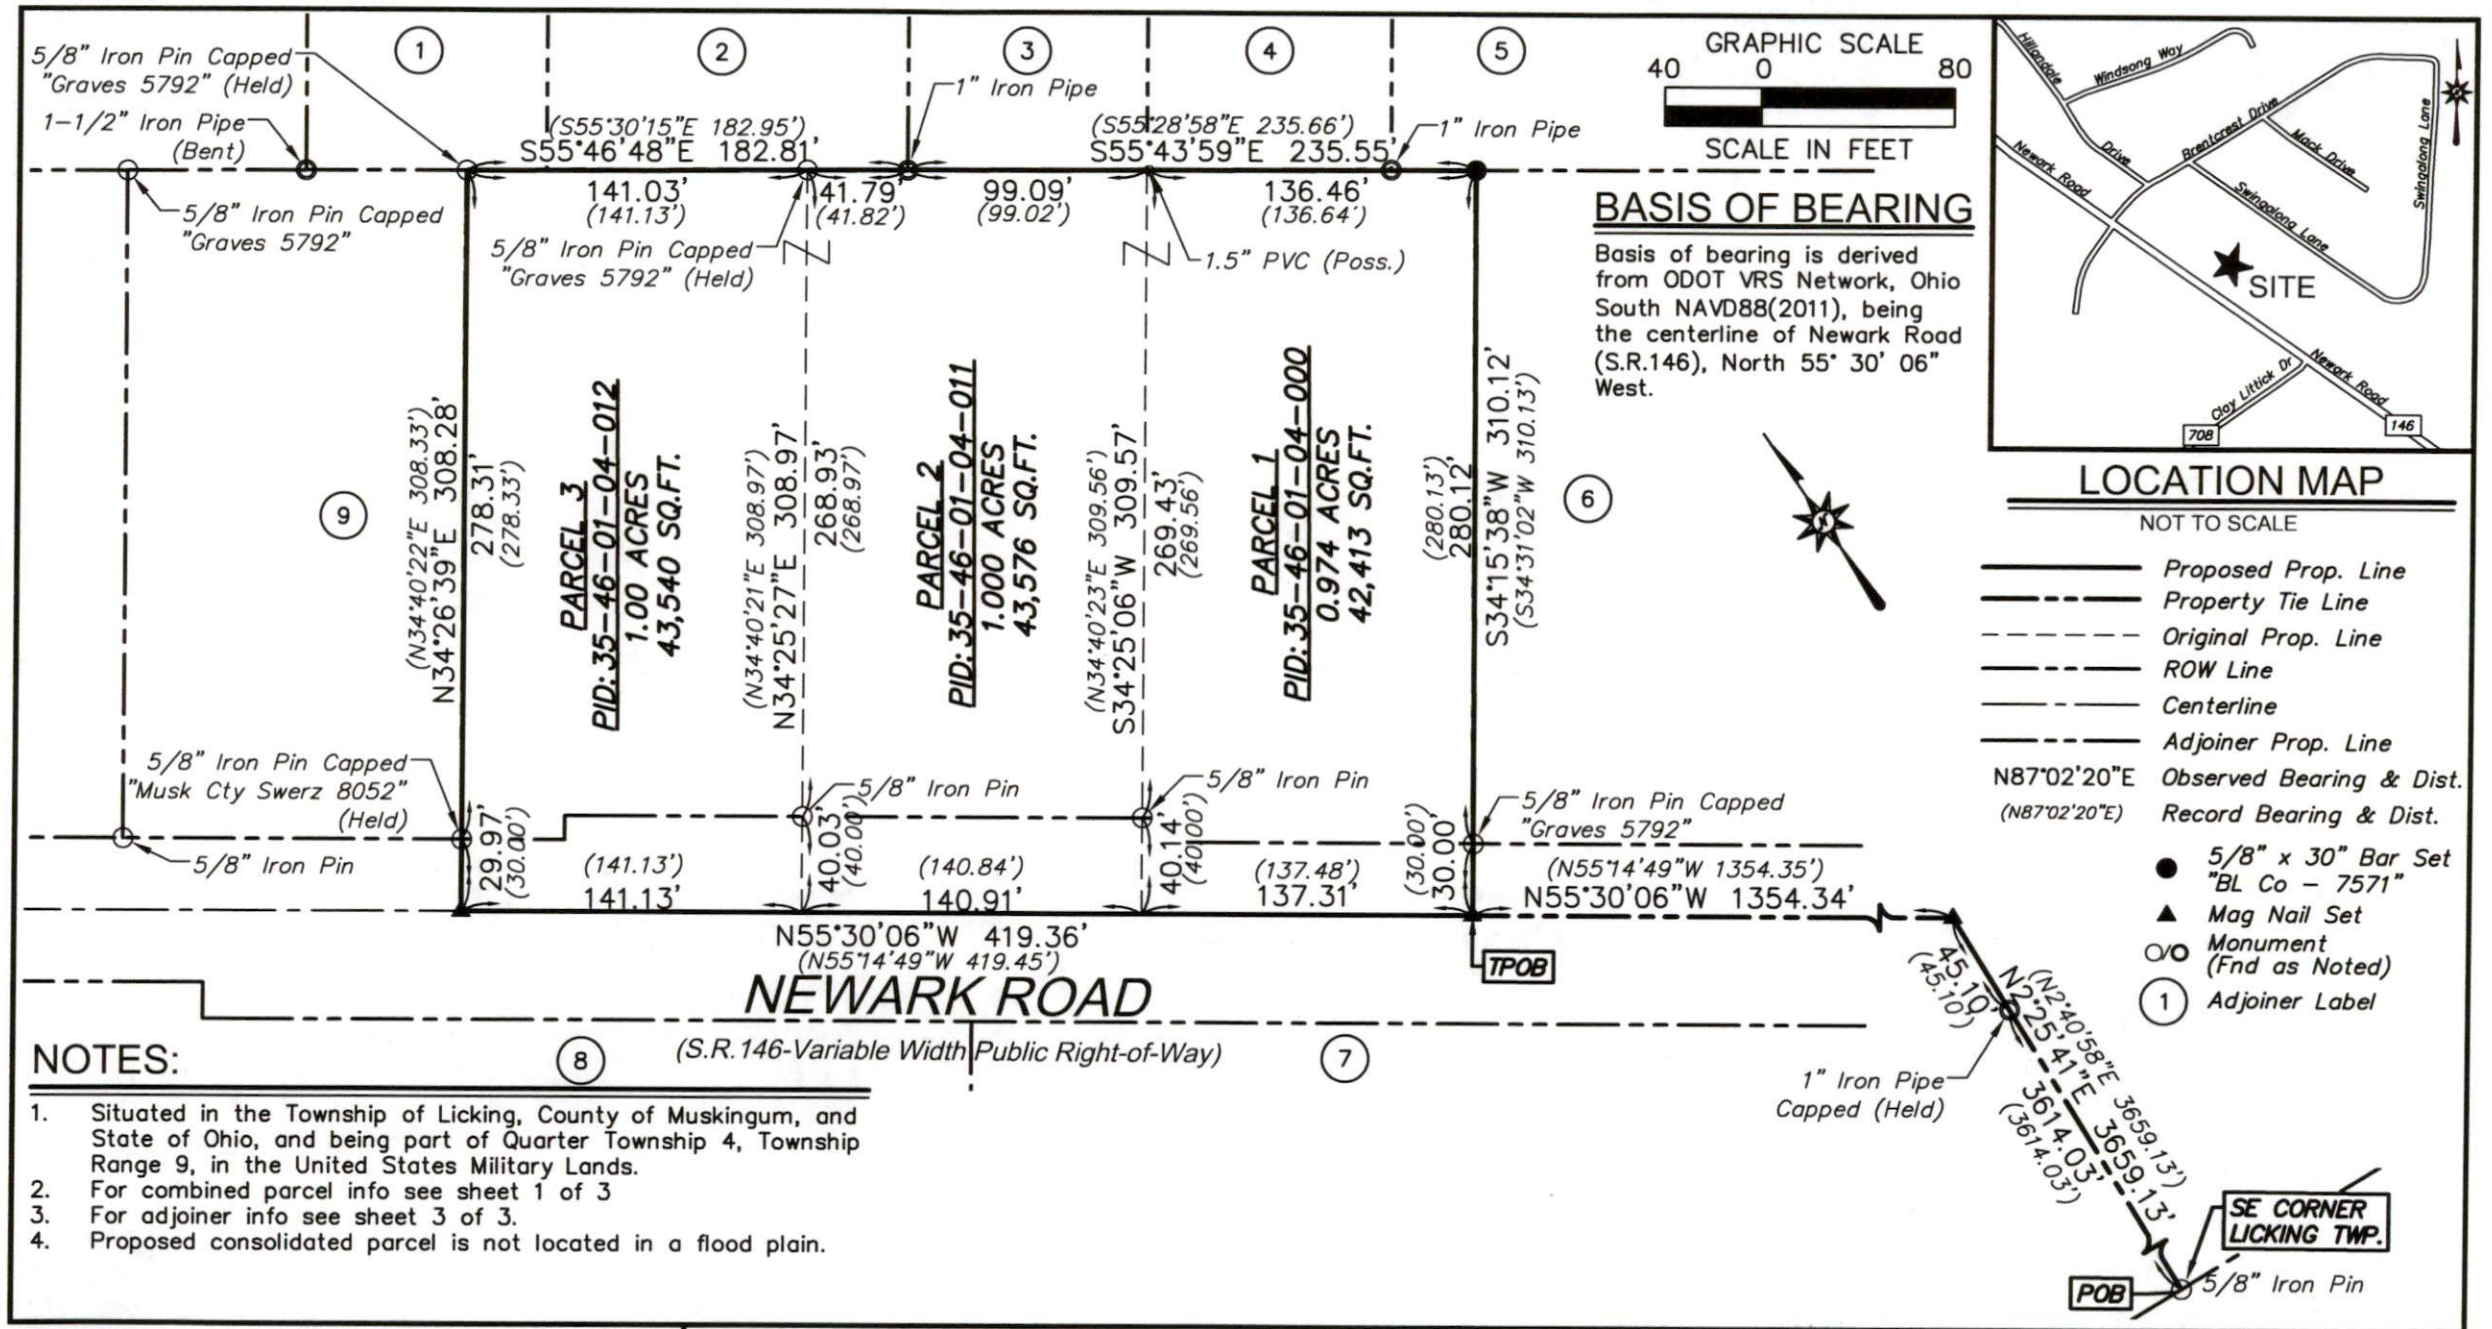 1
2
3
4
5
5/8" Iron Pin Capped
"Graves 5792" (Held)
1-1/2" Iron Pipe
(Bent)
5/8" Iron Pin Capped
"Graves 5792"
(S55°30'15"E 182.95')
S55°46'48"E 182.81'
141.03'
(141.13')
41.79'
(41.82')
1" Iron Pipe
(S55°28'58"E 235.66')
S55°43'59"E 235.55'
99.09'
(99.02')
136.46'
(136.64')
1" Iron Pipe
5/8" Iron Pin Capped
"Graves 5792" (Held)
1.5" PVC (Poss.)
GRAPHIC SCALE
40 0 80
SCALE IN FEET
BASIS OF BEARING
Basis of bearing is derived
from ODOT VRS Network, Ohio
South NAVD88(2011), being
the centerline of Newark Road
(S.R.146), North 55° 30' 06"
West.
Hillandale
Drive
Windsong Way
Newark Road
Brentcrest Drive
Mack Drive
Swingalong Lane
Swingalong Lane
SITE
Clay Littick Dr
Newark Road
708
146
LOCATION MAP
NOT TO SCALE
Proposed Prop. Line
Property Tie Line
Original Prop. Line
ROW Line
Centerline
Adjoiner Prop. Line
N87°02'20"E Observed Bearing & Dist.
(N87°02'20"E) Record Bearing & Dist.
5/8" x 30" Bar Set
"BL Co - 7571"
Mag Nail Set
O/O Monument
(Fnd as Noted)
1 Adjoiner Label
9
(N34°40'22"E 308.33')
N34°26'39"E 308.28'
278.31'
(278.33')
PARCEL 3
PID:35-46-01-04-012
1.00 ACRES
43,540 SQ.FT.
(N34°40'21"E 308.97')
N34°25'27"E 308.97'
268.93'
(268.97')
PARCEL 2
PID:35-46-01-04-011
1.000 ACRES
43,576 SQ.FT.
(N34°40'23"E 309.56')
S34°25'06"W 309.57'
269.43'
(269.56')
PARCEL 1
PID:35-46-01-04-000
0.974 ACRES
42,413 SQ.FT.
(280.13')
280.12'
S34°15'38"W 310.12'
(S34°31'02"W 310.13')
6
5/8" Iron Pin Capped
"Musk Cty Swerz 8052"
(Held)
5/8" Iron Pin
29.97'
(30.00')
(141.13')
141.13'
5/8" Iron Pin
40.03'
(40.00')
(140.84')
140.91'
5/8" Iron Pin
40.14'
(40.00')
(137.48')
137.31'
(30.00')
30.00'
5/8" Iron Pin Capped
"Graves 5792"
(N55°14'49"W 1354.35')
N55°30'06"W 1354.34'
N55°30'06"W 419.36'
(N55°14'49"W 419.45')
TPOB
NEWARK ROAD
(S.R.146-Variable Width Public Right-of-Way)
8
7
45.10'
(45.10')
(N2°40'58"E 3659.13')
N2°25'41"E 3659.13'
3614.03'
(3614.03')
1" Iron Pipe
Capped (Held)
SE CORNER
LICKING TWP.
POB
5/8" Iron Pin
NOTES:
1. Situated in the Township of Licking, County of Muskingum, and
State of Ohio, and being part of Quarter Township 4, Township
Range 9, in the United States Military Lands.
2. For combined parcel info see sheet 1 of 3
3. For adjoiner info see sheet 3 of 3.
4. Proposed consolidated parcel is not located in a flood plain.